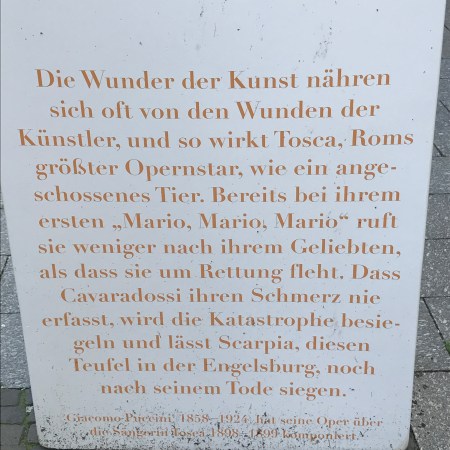 Die Wunder der Kunst nähren
sich oft von den Wunden der
Künstler, und so wirkt Tosca, Roms
größter Opernstar, wie ein ange-
schossenes Tier. Bereits bei ihrem
ersten „Mario, Mario, Mario“ ruft
sie weniger nach ihrem Geliebten,
als dass sie um Rettung fleht. Dass
Cavaradossi ihren Schmerz nie
erfasst, wird die Katastrophe besie-
geln und lässt Scarpia, diesen
Teufel in der Engelsburg, noch
nach seinem Tode siegen.
Giacomo Puccini, 1858–1924, hat seine Oper über
die Sängerin Tosca 1898–1899 komponiert.